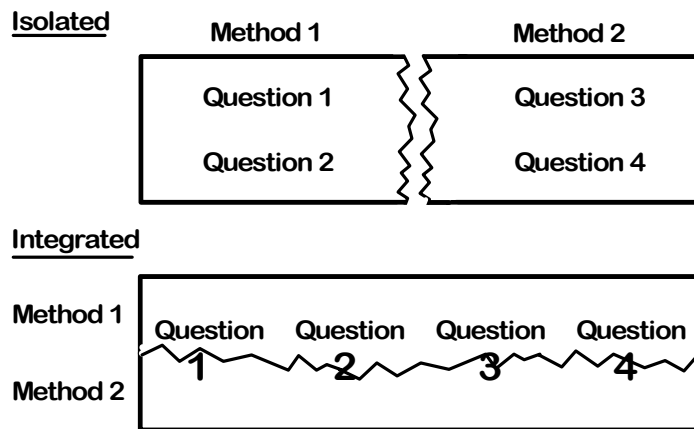 Isolated
Method 1 Method 2
Question 1 Question 3
Question 2 Question 4
Integrated
Method 1
Question Question Question Question
1 2 3 4
Method 2